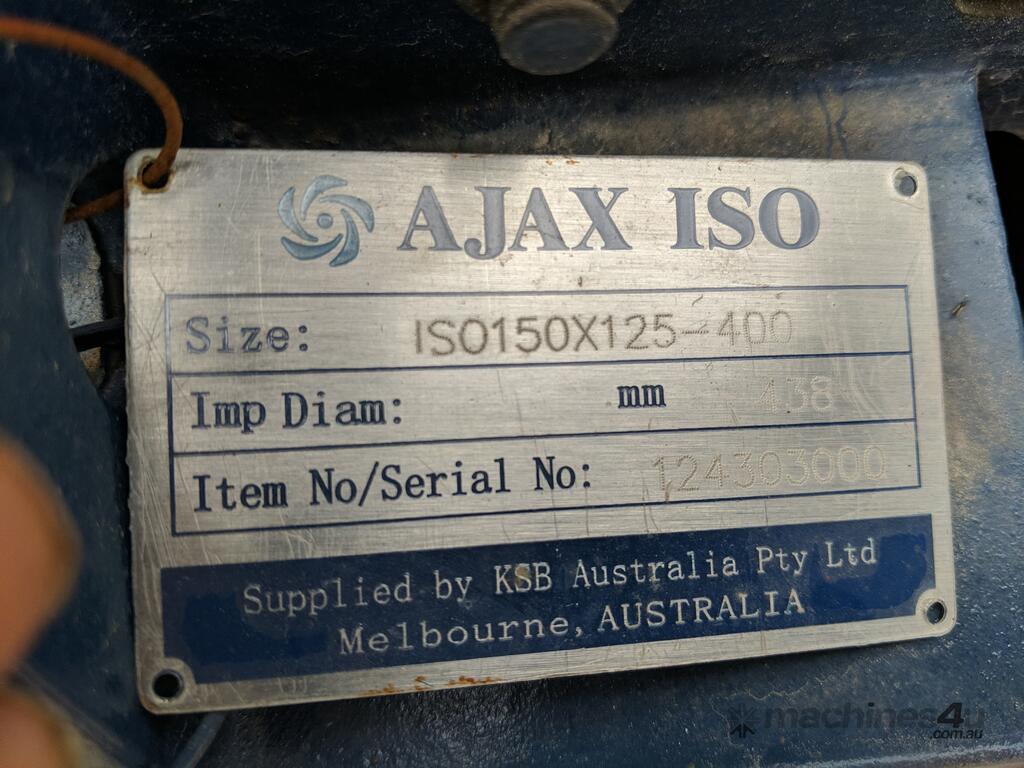 AJAX ISO
Size: ISO150X125-400
Imp Diam: mm 438
Item No/Serial No: 124303000
Supplied by KSB Australia Pty Ltd
Melbourne, AUSTRALIA
machines4u
.com.au